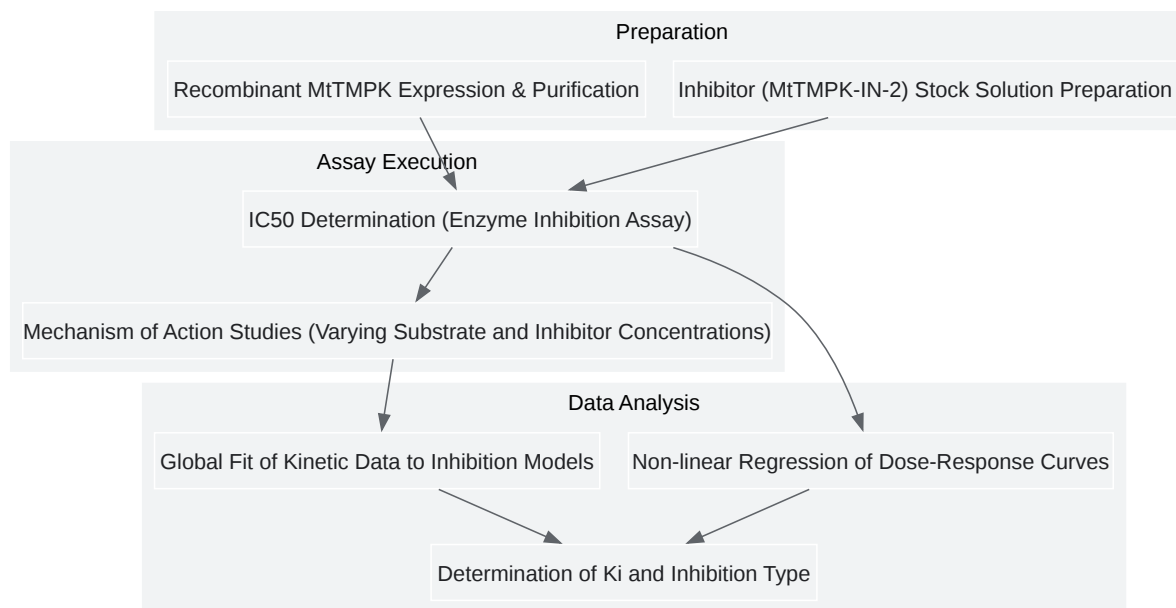 Preparation
Recombinant MtTMPK Expression & Purification
Inhibitor (MtTMPK-IN-2) Stock Solution Preparation
Assay Execution
IC50 Determination (Enzyme Inhibition Assay)
Mechanism of Action Studies (Varying Substrate and Inhibitor Concentrations)
Data Analysis
Global Fit of Kinetic Data to Inhibition Models
Non-linear Regression of Dose-Response Curves
Determination of Ki and Inhibition Type